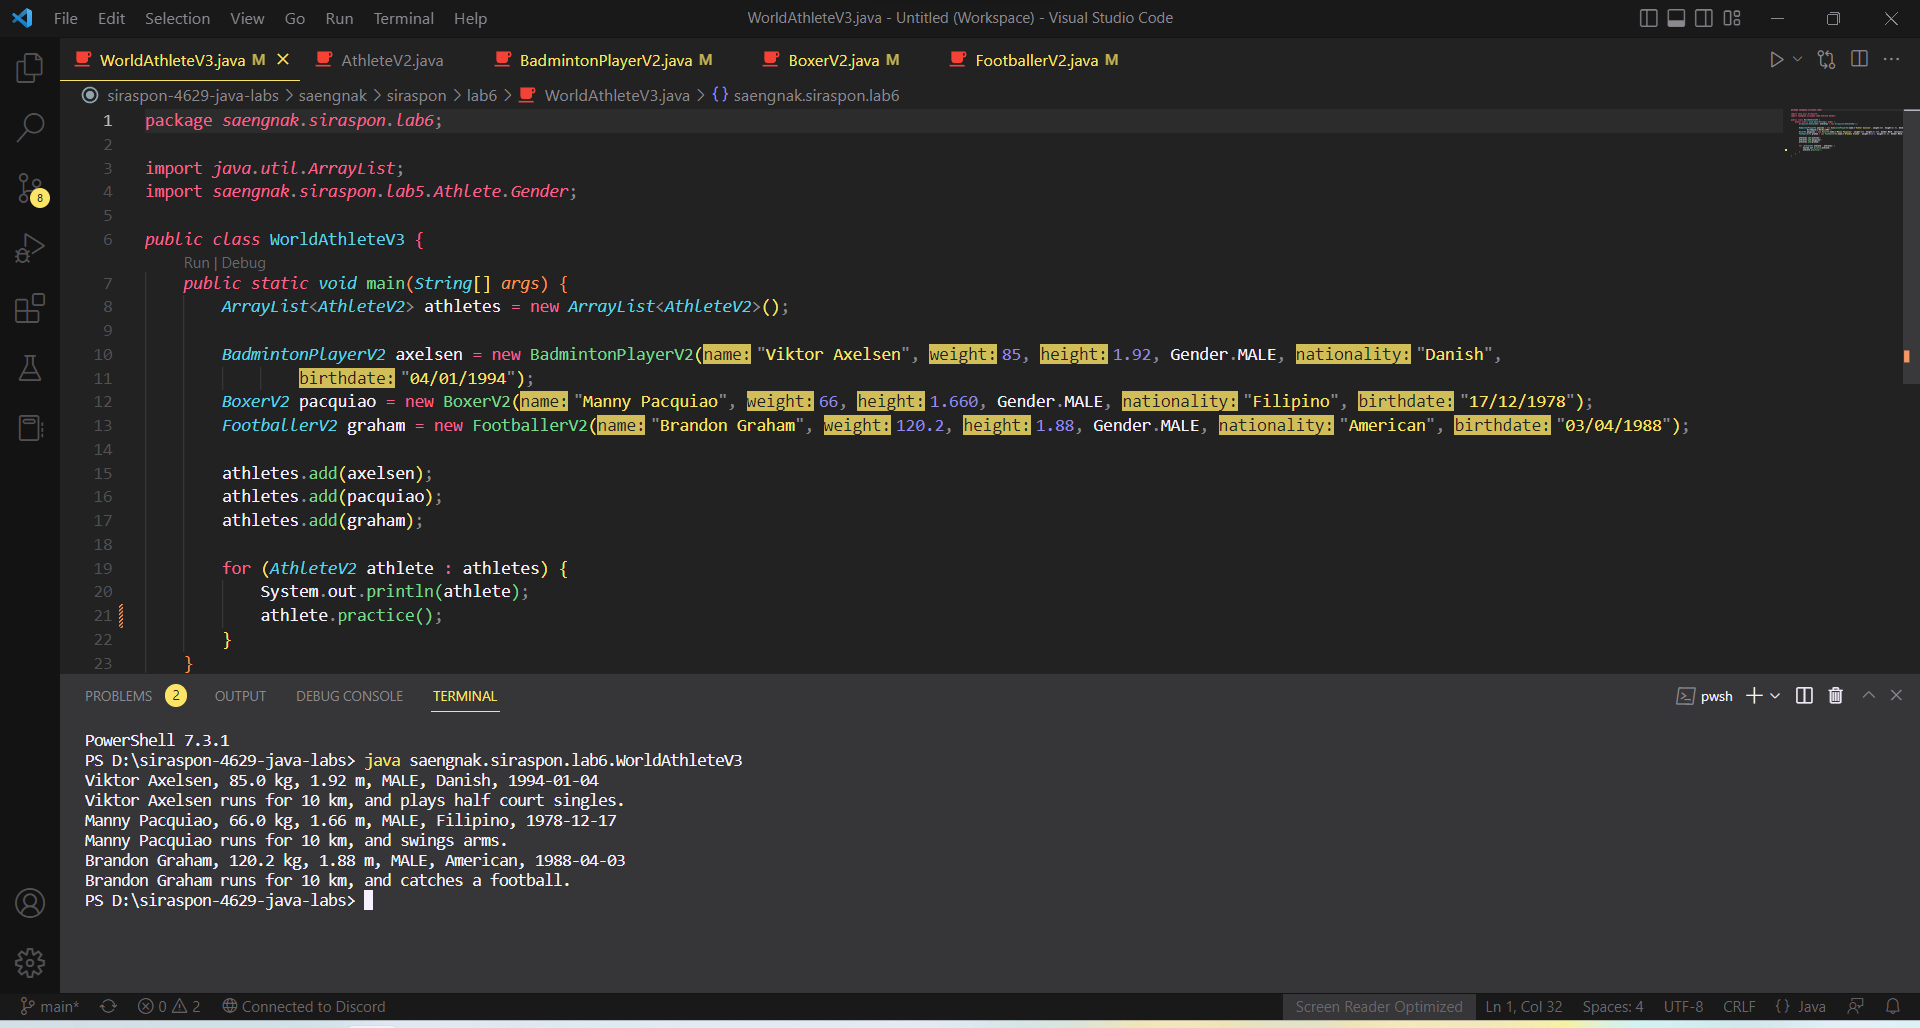 File Edit Selection View Go Run Terminal Help WorldAthleteV3.java - Untitled (Workspace) - Visual Studio Code
WorldAthleteV3.java M AthleteV2.java BadmintonPlayerV2.java M BoxerV2.java M FootballerV2.java M
siraspon-4629-java-labs > saengnak > siraspon > lab6 > WorldAthleteV3.java > {} saengnak.siraspon.lab6
1 package saengnak.siraspon.lab6;
2
3 import java.util.ArrayList;
4 import saengnak.siraspon.lab5.Athlete.Gender;
5
6 public class WorldAthleteV3 {
Run | Debug
7 public static void main(String[] args) {
8 ArrayList<AthleteV2> athletes = new ArrayList<AthleteV2>();
9
10 BadmintonPlayerV2 axelsen = new BadmintonPlayerV2(name: "Viktor Axelsen", weight: 85, height: 1.92, Gender.MALE, nationality: "Danish",
11 birthdate: "04/01/1994");
12 BoxerV2 pacquiao = new BoxerV2(name: "Manny Pacquiao", weight: 66, height: 1.660, Gender.MALE, nationality: "Filipino", birthdate: "17/12/1978");
13 FootballerV2 graham = new FootballerV2(name: "Brandon Graham", weight: 120.2, height: 1.88, Gender.MALE, nationality: "American", birthdate: "03/04/1988");
14
15 athletes.add(axelsen);
16 athletes.add(pacquiao);
17 athletes.add(graham);
18
19 for (AthleteV2 athlete : athletes) {
20 System.out.println(athlete);
21 athlete.practice();
22 }
23 }
8
PROBLEMS 2 OUTPUT DEBUG CONSOLE TERMINAL pwsh
PowerShell 7.3.1
PS D:\siraspon-4629-java-labs> java saengnak.siraspon.lab6.WorldAthleteV3
Viktor Axelsen, 85.0 kg, 1.92 m, MALE, Danish, 1994-01-04
Viktor Axelsen runs for 10 km, and plays half court singles.
Manny Pacquiao, 66.0 kg, 1.66 m, MALE, Filipino, 1978-12-17
Manny Pacquiao runs for 10 km, and swings arms.
Brandon Graham, 120.2 kg, 1.88 m, MALE, American, 1988-04-03
Brandon Graham runs for 10 km, and catches a football.
PS D:\siraspon-4629-java-labs>
main* 0 2 Connected to Discord Screen Reader Optimized Ln 1, Col 32 Spaces: 4 UTF-8 CRLF {} Java